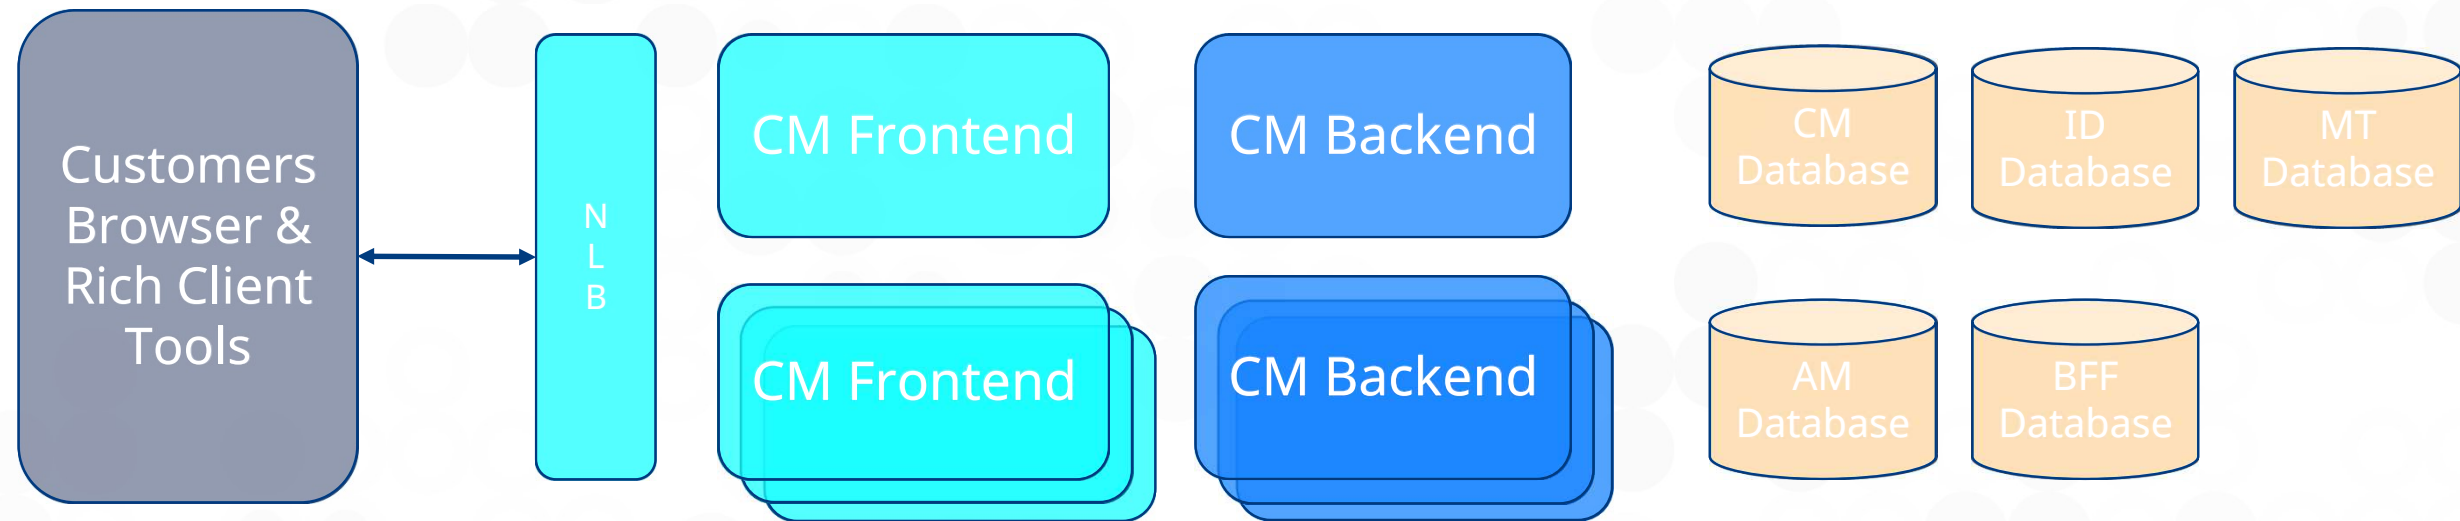 Customers
Browser &
Rich Client
Tools
N
L
B
CM Frontend
CM Backend
CM
Database
ID
Database
MT
Database
CM Frontend
CM Backend
AM
Database
BFF
Database